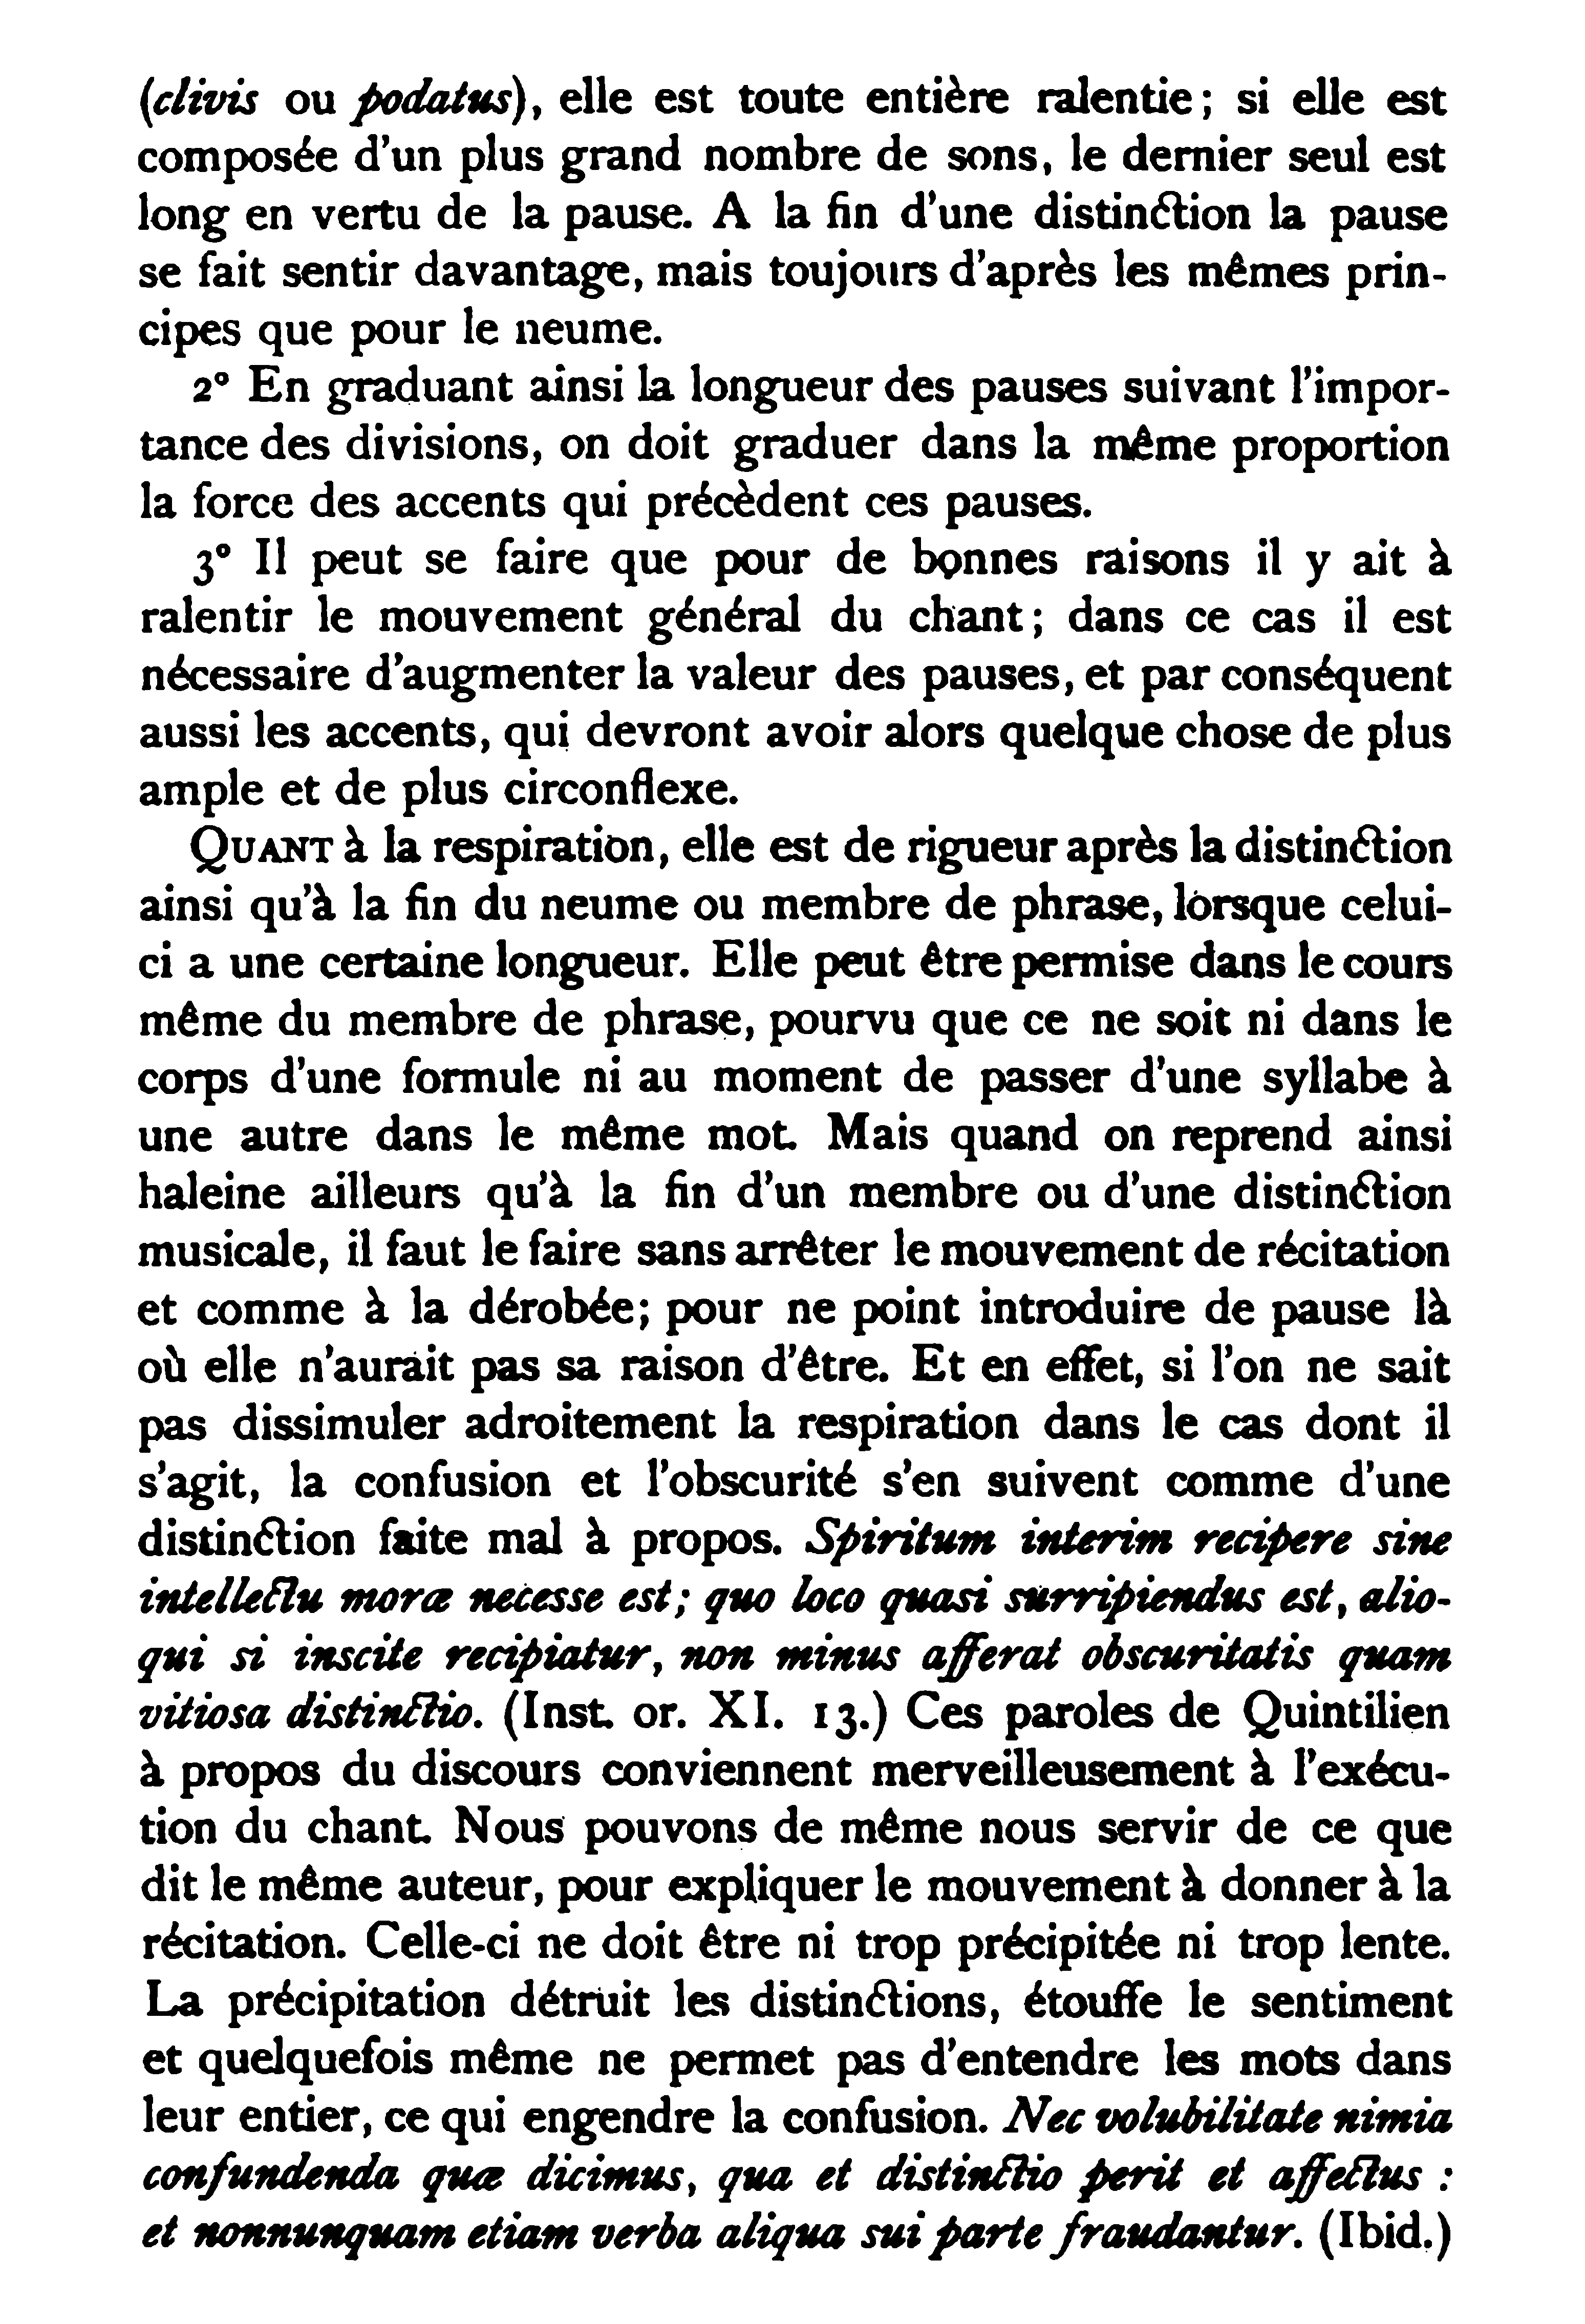 (clivis ou podatus), elle est toute entière ralentie; si elle est
composée d'un plus grand nombre de sons, le dernier seul est
long en vertu de la pause. A la fin d'une distinction la pause
se fait sentir davantage, mais toujours d'après les mêmes prin-
cipes que pour le neume.
2° En graduant ainsi la longueur des pauses suivant l'impor-
tance des divisions, on doit graduer dans la même proportion
la force des accents qui précèdent ces pauses.
3° Il peut se faire que pour de bonnes raisons il y ait à
ralentir le mouvement général du chant; dans ce cas il est
nécessaire d'augmenter la valeur des pauses, et par conséquent
aussi les accents, qui devront avoir alors quelque chose de plus
ample et de plus circonflexe.
QUANT à la respiration, elle est de rigueur après la distinction
ainsi qu'à la fin du neume ou membre de phrase, lorsque celui-
ci a une certaine longueur. Elle peut être permise dans le cours
même du membre de phrase, pourvu que ce ne soit ni dans le
corps d'une formule ni au moment de passer d'une syllabe à
une autre dans le même mot. Mais quand on reprend ainsi
haleine ailleurs qu'à la fin d'un membre ou d'une distinction
musicale, il faut le faire sans arrêter le mouvement de récitation
et comme à la dérobée; pour ne point introduire de pause là
où elle n'aurait pas sa raison d'être. Et en effet, si l'on ne sait
pas dissimuler adroitement la respiration dans le cas dont il
s'agit, la confusion et l'obscurité s'en suivent comme d'une
distinction faite mal à propos. Spiritum interim recipere sine
intellectu moræ necesse est; quo loco quasi surripiendus est, alio-
qui si inscite recipiatur, non minus afferat obscuritatis quam
vitiosa distinctio. (Inst. or. XI. 13.) Ces paroles de Quintilien
à propos du discours conviennent merveilleusement à l'exécu-
tion du chant. Nous pouvons de même nous servir de ce que
dit le même auteur, pour expliquer le mouvement à donner à la
récitation. Celle-ci ne doit être ni trop précipitée ni trop lente.
La précipitation détruit les distinctions, étouffe le sentiment
et quelquefois même ne permet pas d'entendre les mots dans
leur entier, ce qui engendre la confusion. Nec volubilitate nimia
confundenda quæ dicimus, qua et distinctio perit et affectus :
et nonnunquam etiam verba aliqua sui parte fraudantur. (Ibid.)